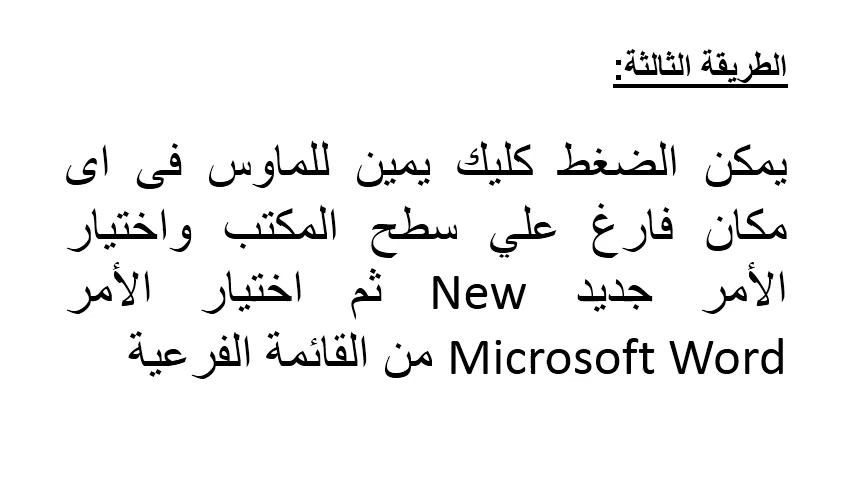 الطريقة الثالثة:
يمكن الضغط كليك يمين للماوس فى اى
مكان فارغ علي سطح المكتب واختيار
الأمر جديد New ثم اختيار الأمر
Microsoft Word من القائمة الفرعية